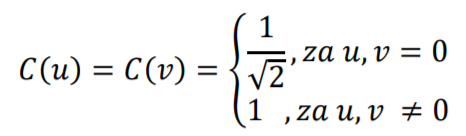 C(u) = C(v) = { 1/√2, za u, v = 0
1 , za u, v ≠ 0